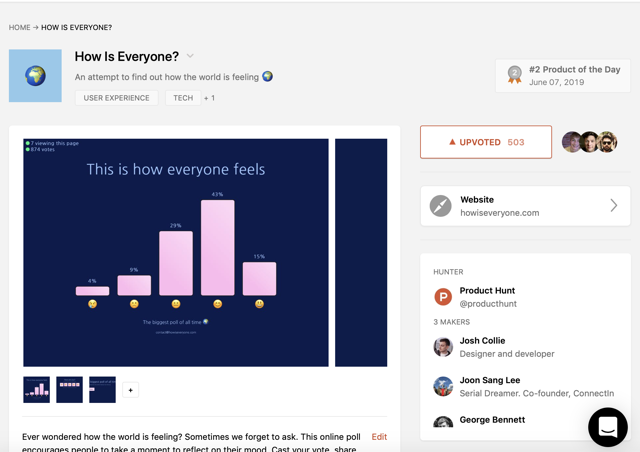 HOME → HOW IS EVERYONE?
How Is Everyone?
An attempt to find out how the world is feeling 🌍
USER EXPERIENCE
TECH
+ 1
2
#2 Product of the Day
June 07, 2019
7 viewing this page
874 votes
This is how everyone feels
4%
9%
29%
43%
15%
The biggest poll of all time
UPVOTED 503
Website
howiseveryone.com
HUNTER
P
Product Hunt
@producthunt
3 MAKERS
Josh Collie
Designer and developer
Joon Sang Lee
Serial Dreamer. Co-founder, ConnectIn
George Bennett
+
Ever wondered how the world is feeling? Sometimes we forget to ask. This online poll
Edit
encourages people to take a moment to reflect on their mood. Cast your vote, share